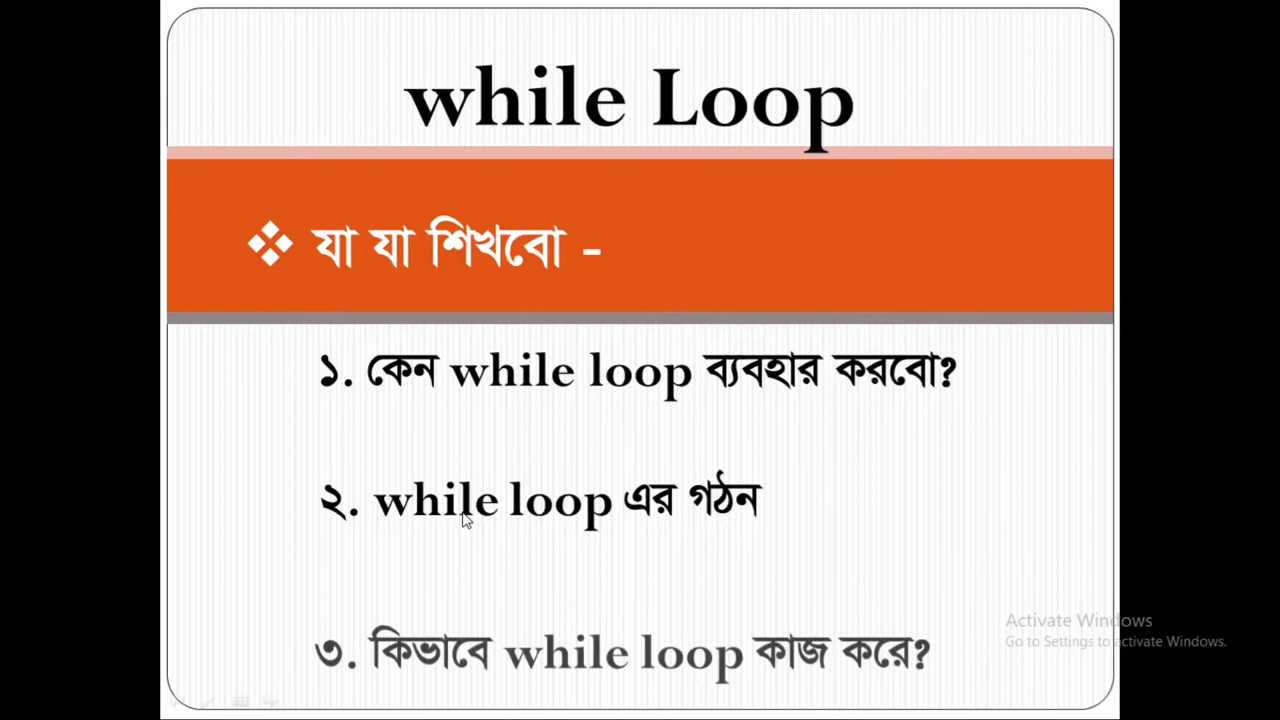 while Loop
যা যা শিখবো -
১. কেন while loop ব্যবহার করবো?
২. while loop এর গঠন
৩. কিভাবে while loop কাজ করে?
Activate Windows
Go to Settings to activate Windows.